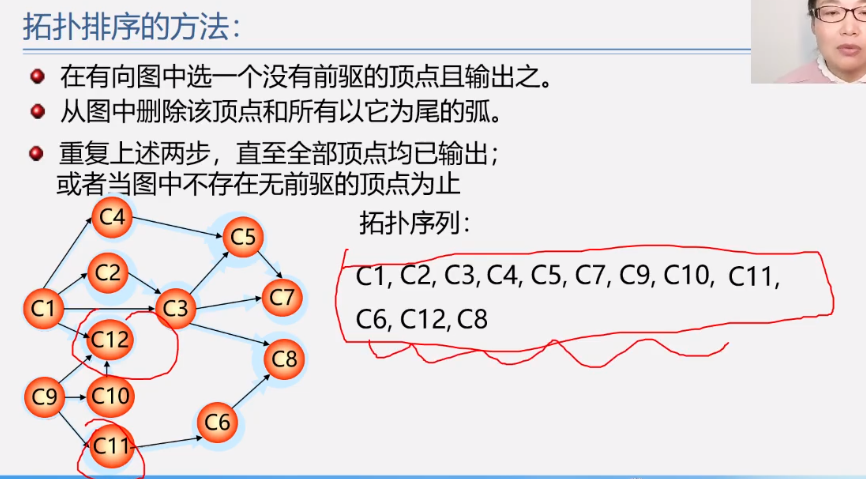 拓扑排序的方法：
在有向图中选一个没有前驱的顶点且输出之。
从图中删除该顶点和所有以它为尾的弧。
重复上述两步，直至全部顶点均已输出；
或者当图中不存在无前驱的顶点为止
拓扑序列：
C1, C2, C3, C4, C5, C7, C9, C10, C11,
C6, C12, C8
C4
C5
C2
C1
C3
C7
C12
C8
C9
C10
C6
C11